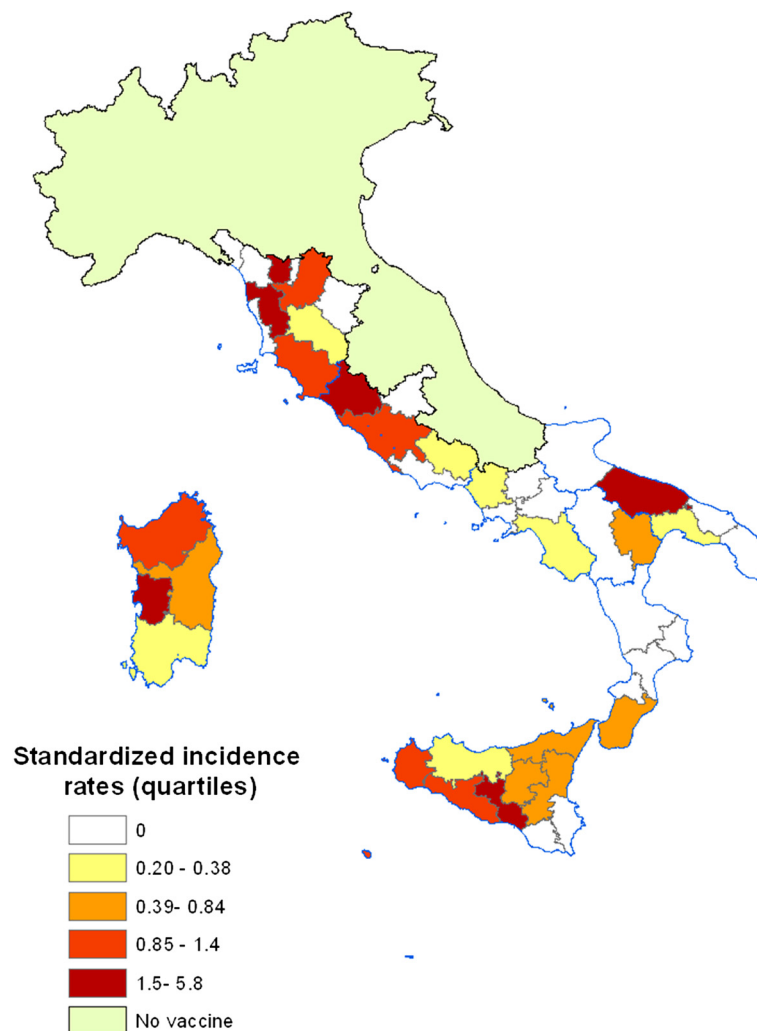 Standardized incidence
rates (quartiles)
0
0.20 - 0.38
0.39- 0.84
0.85 - 1.4
1.5- 5.8
No vaccine